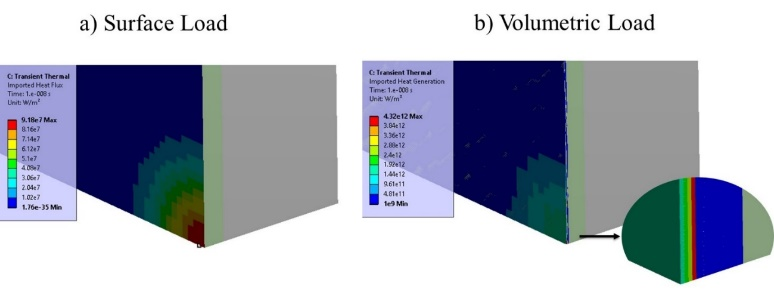 a) Surface Load
b) Volumetric Load
C: Transient Thermal
Imported Heat Flux
Time: 1.e-008 s
Unit: W/m²
9.18e7 Max
8.16e7
7.14e7
6.12e7
5.1e7
4.08e7
3.06e7
2.04e7
1.02e7
1.76e-35 Min
C: Transient Thermal
Imported Heat Generation
Time: 1.e-008 s
Unit: W/m³
4.32e12 Max
3.84e12
3.36e12
2.88e12
2.4e12
1.92e12
1.44e12
9.61e11
4.81e11
1e9 Min